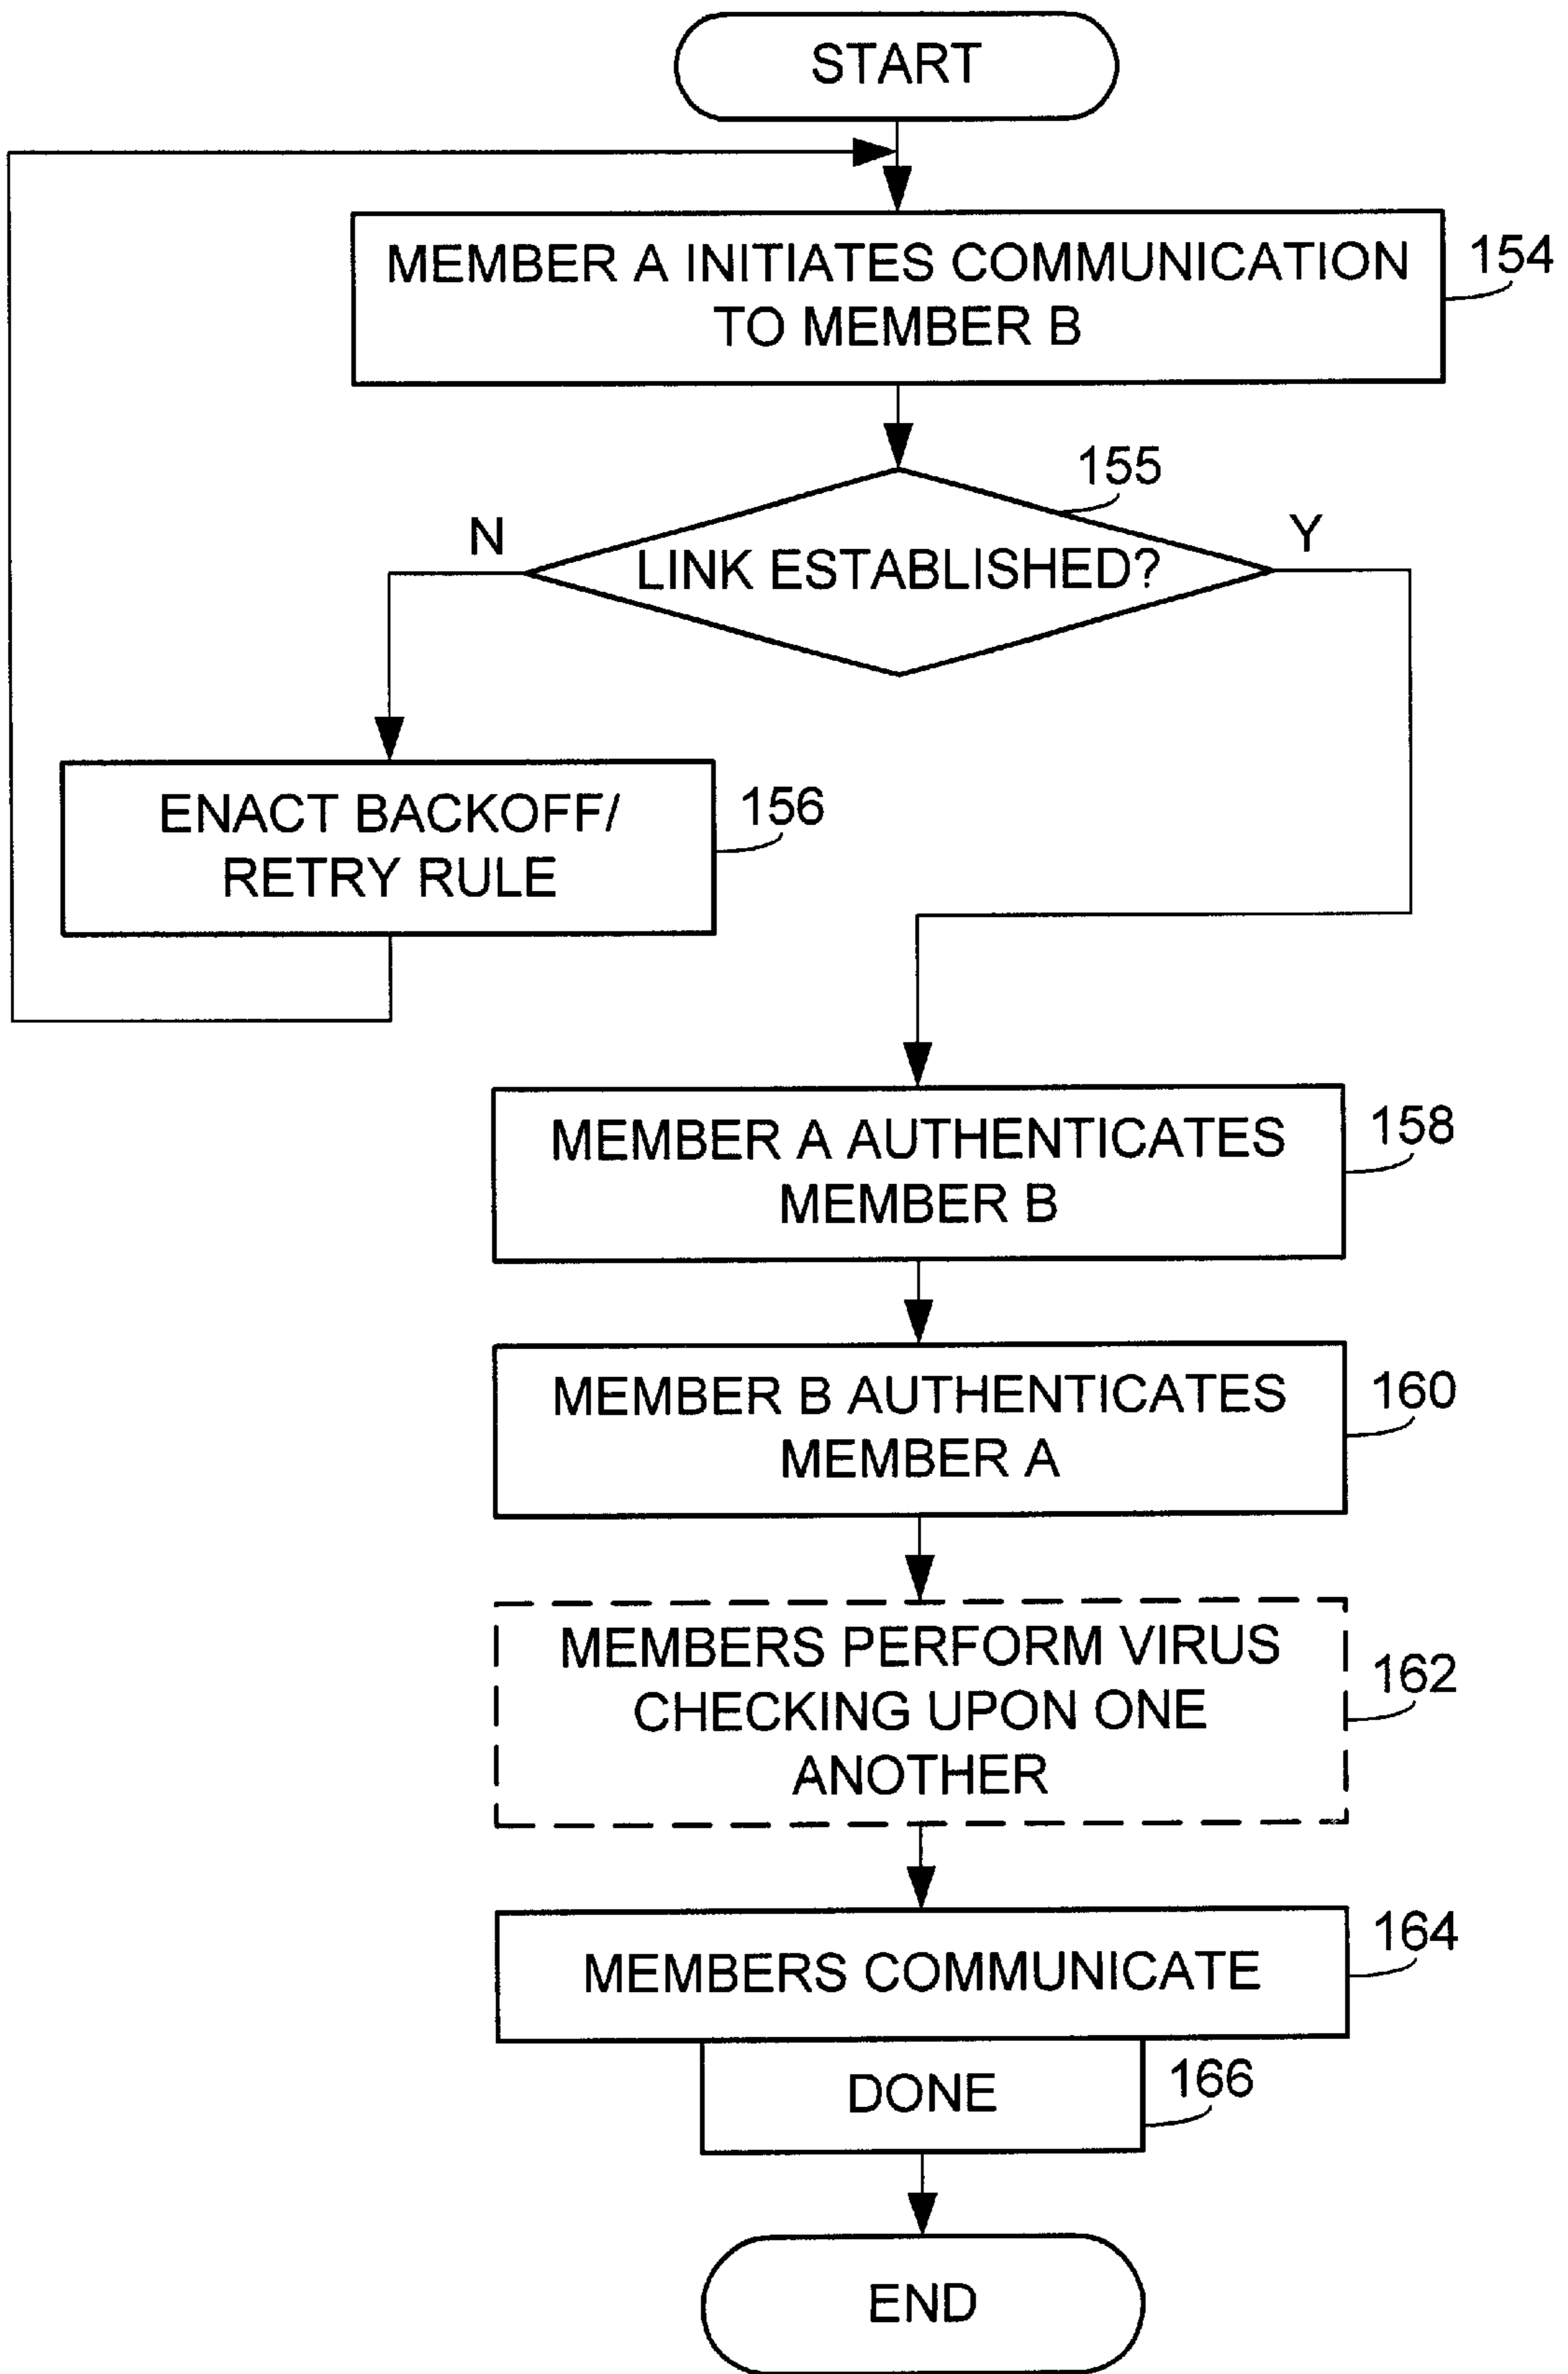 START
MEMBER A INITIATES COMMUNICATION
TO MEMBER B
154
155
N
LINK ESTABLISHED?
Y
ENACT BACKOFF/
RETRY RULE
156
MEMBER A AUTHENTICATES
MEMBER B
158
MEMBER B AUTHENTICATES
MEMBER A
160
MEMBERS PERFORM VIRUS
CHECKING UPON ONE
ANOTHER
162
MEMBERS COMMUNICATE
164
DONE
166
END